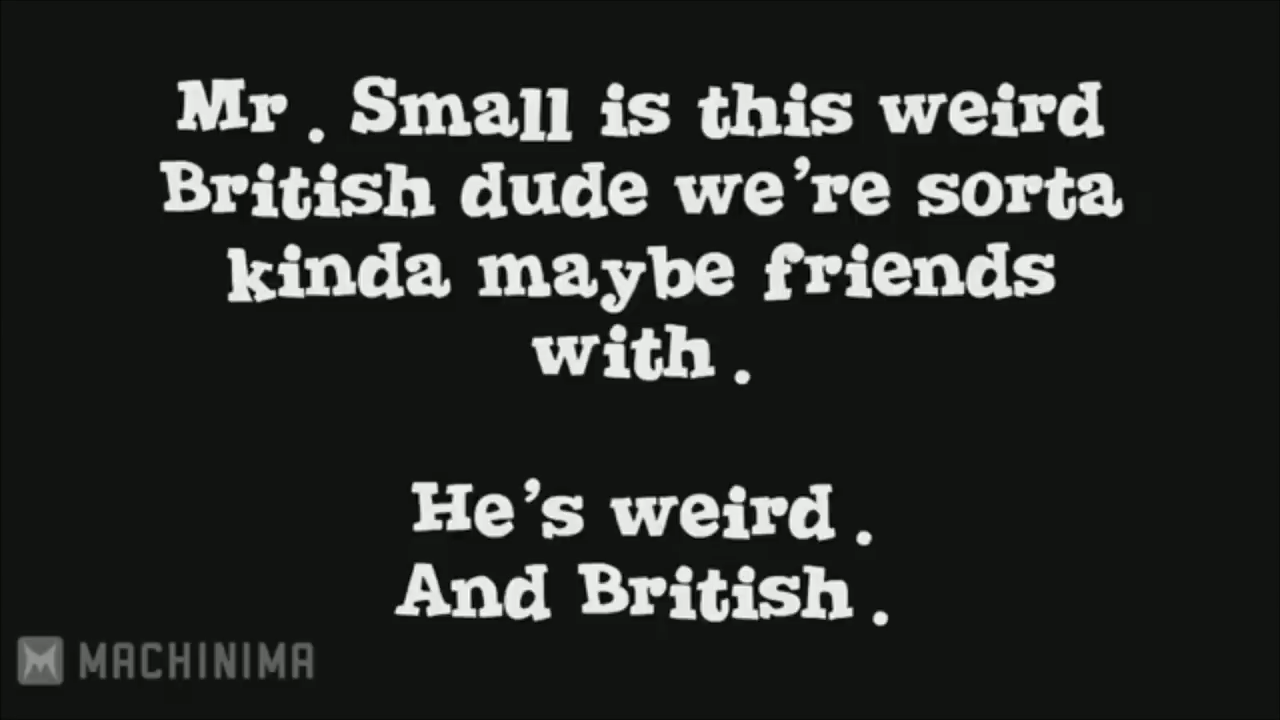 Mr. Small is this weird
British dude we're sorta
kinda maybe friends
with.
He's weird.
And British.
MACHINIMA